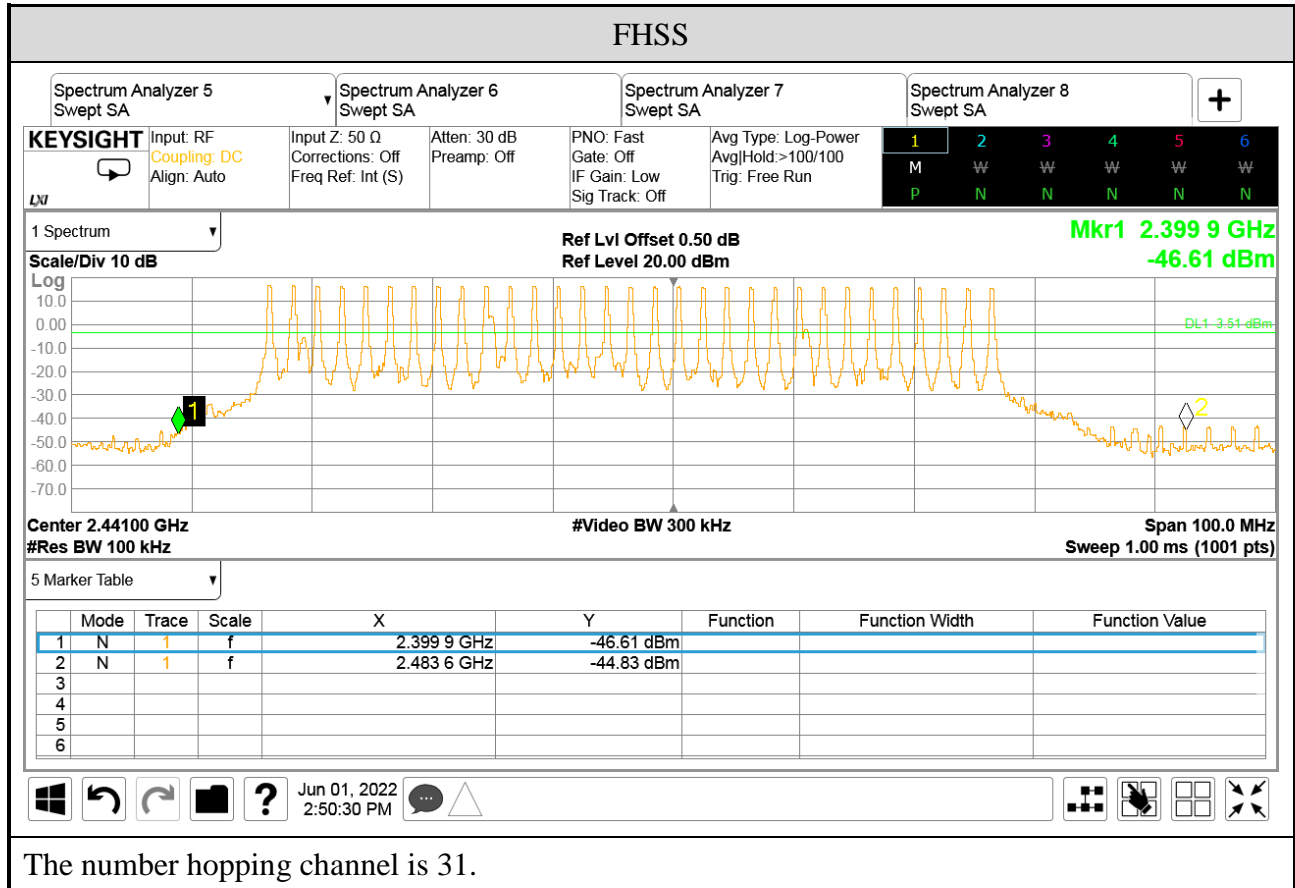 FHSS
Spectrum Analyzer 5
Swept SA
Spectrum Analyzer 6
Swept SA
Spectrum Analyzer 7
Swept SA
Spectrum Analyzer 8
Swept SA
+
KEYSIGHT
LXI
Input: RF
Coupling: DC
Align: Auto
Input Z: 50 Ω
Corrections: Off
Freq Ref: Int (S)
Atten: 30 dB
Preamp: Off
PNO: Fast
Gate: Off
IF Gain: Low
Sig Track: Off
Avg Type: Log-Power
Avg|Hold:>100/100
Trig: Free Run
1 2 3 4 5 6
M W W W W W
P N N N N N
1 Spectrum
Scale/Div 10 dB
Ref Lvl Offset 0.50 dB
Ref Level 20.00 dBm
Mkr1 2.399 9 GHz
-46.61 dBm
Log
10.0
0.00
-10.0
-20.0
-30.0
-40.0
-50.0
-60.0
-70.0
DL1 -3.51 dBm
1
2
Center 2.44100 GHz
#Res BW 100 kHz
#Video BW 300 kHz
Span 100.0 MHz
Sweep 1.00 ms (1001 pts)
5 Marker Table
Mode Trace Scale X Y Function Function Width Function Value
1 N 1 f 2.399 9 GHz -46.61 dBm
2 N 1 f 2.483 6 GHz -44.83 dBm
3
4
5
6
?
Jun 01, 2022
2:50:30 PM
The number hopping channel is 31.